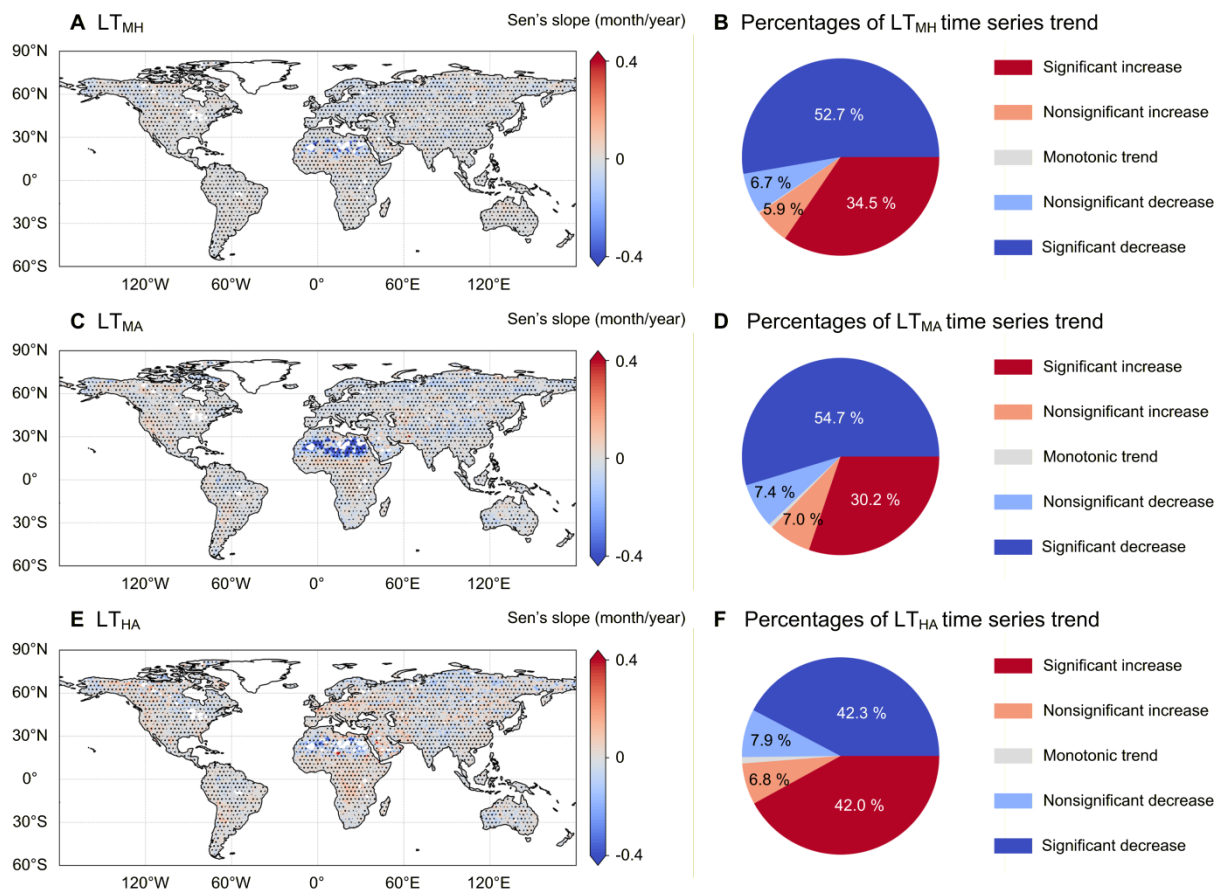 A LT_MH
Sen's slope (month/year)
90°N
60°N
30°N
0°
30°S
60°S
120°W 60°W 0° 60°E 120°E
0.4
0
-0.4
B Percentages of LT_MH time series trend
52.7 %
6.7 %
5.9 %
34.5 %
Significant increase
Nonsignificant increase
Monotonic trend
Nonsignificant decrease
Significant decrease
C LT_MA
Sen's slope (month/year)
90°N
60°N
30°N
0°
30°S
60°S
120°W 60°W 0° 60°E 120°E
0.4
0
-0.4
D Percentages of LT_MA time series trend
54.7 %
7.4 %
7.0 %
30.2 %
Significant increase
Nonsignificant increase
Monotonic trend
Nonsignificant decrease
Significant decrease
E LT_HA
Sen's slope (month/year)
90°N
60°N
30°N
0°
30°S
60°S
120°W 60°W 0° 60°E 120°E
0.4
0
-0.4
F Percentages of LT_HA time series trend
42.3 %
7.9 %
6.8 %
42.0 %
Significant increase
Nonsignificant increase
Monotonic trend
Nonsignificant decrease
Significant decrease